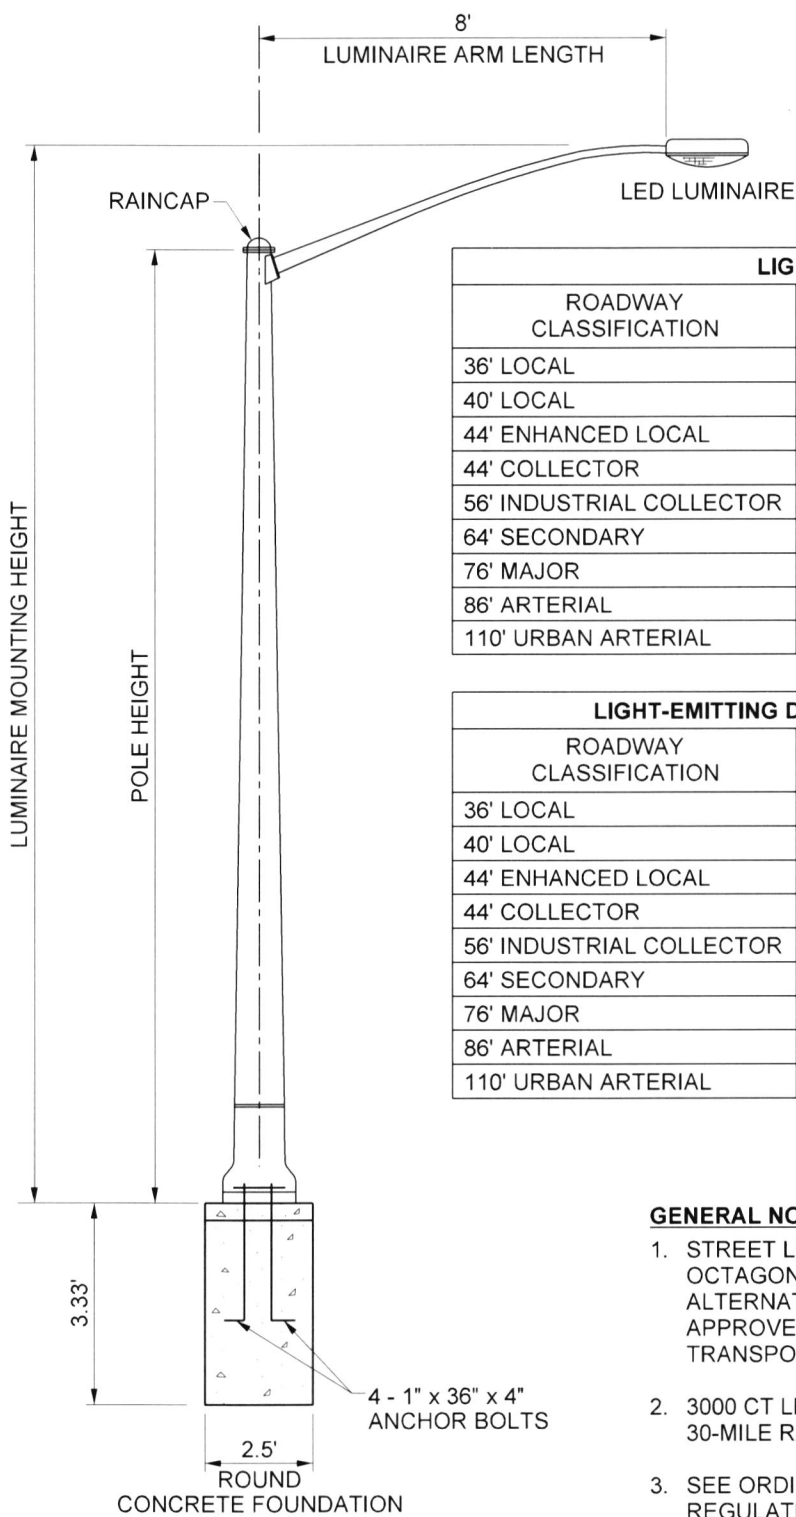 8'
LUMINAIRE ARM LENGTH
RAINCAP
LED LUMINAIRE
LUMINAIRE MOUNTING HEIGHT
POLE HEIGHT
LIG
ROADWAY
CLASSIFICATION
36' LOCAL
40' LOCAL
44' ENHANCED LOCAL
44' COLLECTOR
56' INDUSTRIAL COLLECTOR
64' SECONDARY
76' MAJOR
86' ARTERIAL
110' URBAN ARTERIAL
LIGHT-EMITTING D
ROADWAY
CLASSIFICATION
36' LOCAL
40' LOCAL
44' ENHANCED LOCAL
44' COLLECTOR
56' INDUSTRIAL COLLECTOR
64' SECONDARY
76' MAJOR
86' ARTERIAL
110' URBAN ARTERIAL
3.33'
4 - 1" x 36" x 4"
ANCHOR BOLTS
2.5'
ROUND
CONCRETE FOUNDATION
GENERAL NO
1. STREET L
OCTAGON
ALTERNAT
APPROVE
TRANSPO
2. 3000 CT L
30-MILE R
3. SEE ORDI
REGULAT